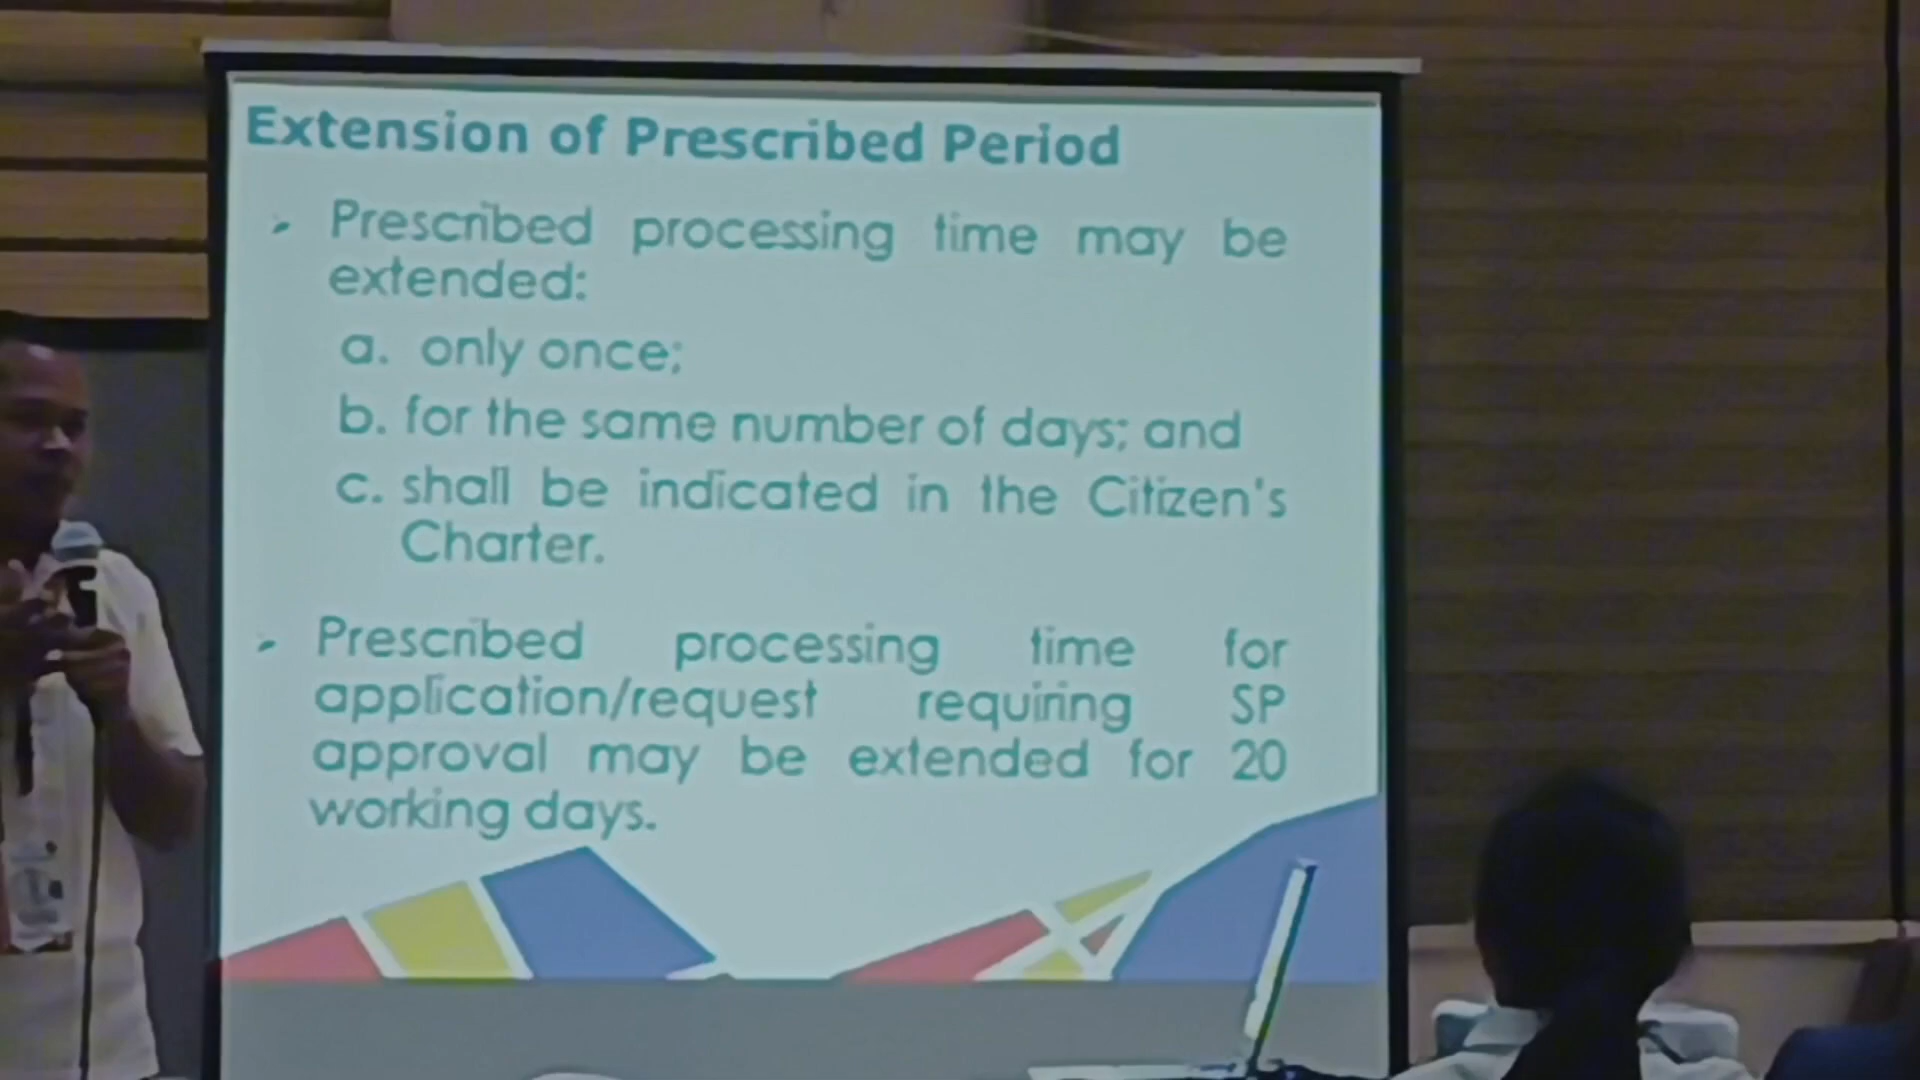 Extension of Prescribed Period
➢ Prescribed processing time may be
extended:
a. only once;
b. for the same number of days; and
c. shall be indicated in the Citizen's
Charter.
➢ Prescribed processing time for
application/request requiring SP
approval may be extended for 20
working days.